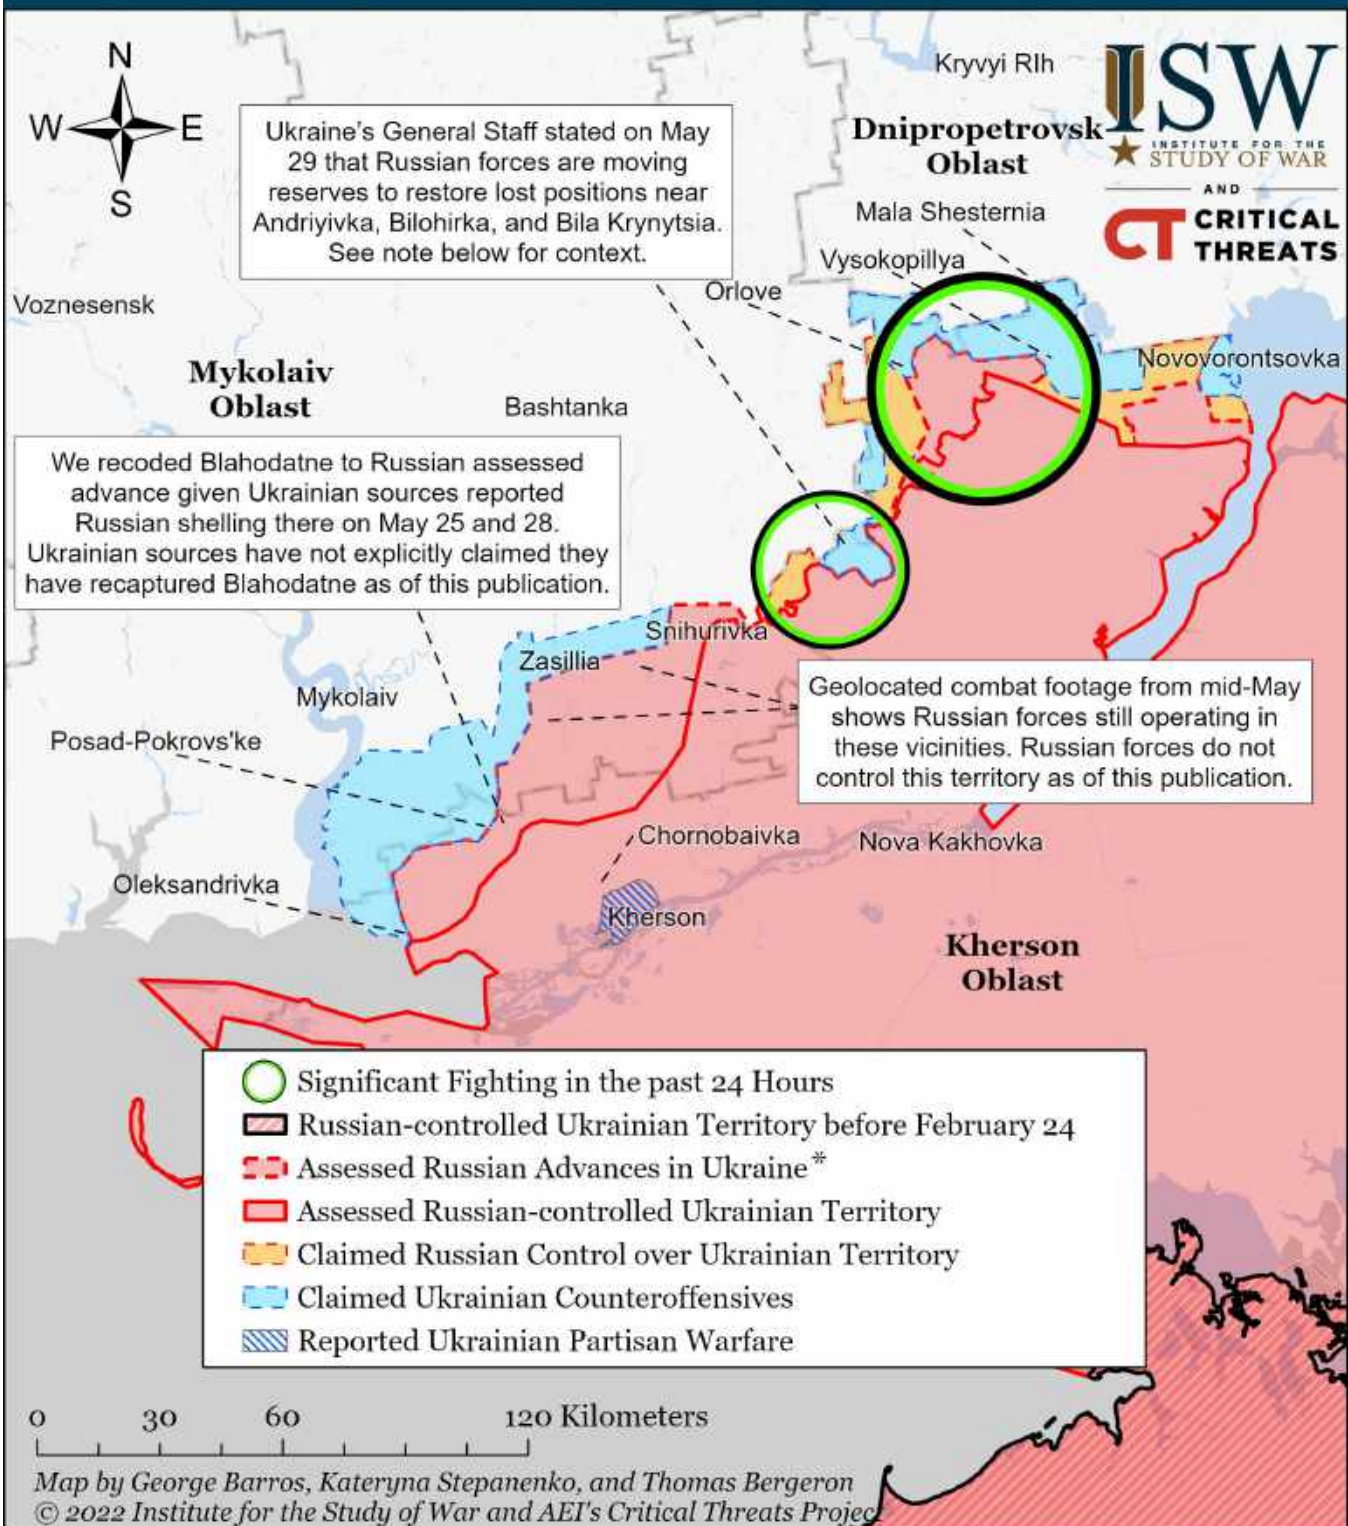 N
W E
S
Kryvyi RIh
ISW
INSTITUTE FOR THE
STUDY OF WAR
AND
CT CRITICAL
THREATS
Dnipropetrovsk
Oblast
Ukraine's General Staff stated on May
29 that Russian forces are moving
reserves to restore lost positions near
Andriyivka, Bilohirka, and Bila Krynytsia.
See note below for context.
Mala Shesternia
Vysokopillya
Orlove
Voznesensk
Novovorontsovka
Mykolaiv
Oblast
Bashtanka
We recoded Blahodatne to Russian assessed
advance given Ukrainian sources reported
Russian shelling there on May 25 and 28.
Ukrainian sources have not explicitly claimed they
have recaptured Blahodatne as of this publication.
Snihurivka
Zasillia
Mykolaiv
Geolocated combat footage from mid-May
shows Russian forces still operating in
these vicinities. Russian forces do not
control this territory as of this publication.
Posad-Pokrovs'ke
Chornobaivka
Nova Kakhovka
Oleksandrivka
Kherson
Kherson
Oblast
Significant Fighting in the past 24 Hours
Russian-controlled Ukrainian Territory before February 24
Assessed Russian Advances in Ukraine*
Assessed Russian-controlled Ukrainian Territory
Claimed Russian Control over Ukrainian Territory
Claimed Ukrainian Counteroffensives
Reported Ukrainian Partisan Warfare
0 30 60 120 Kilometers
Map by George Barros, Kateryna Stepanenko, and Thomas Bergeron
© 2022 Institute for the Study of War and AEI's Critical Threats Project